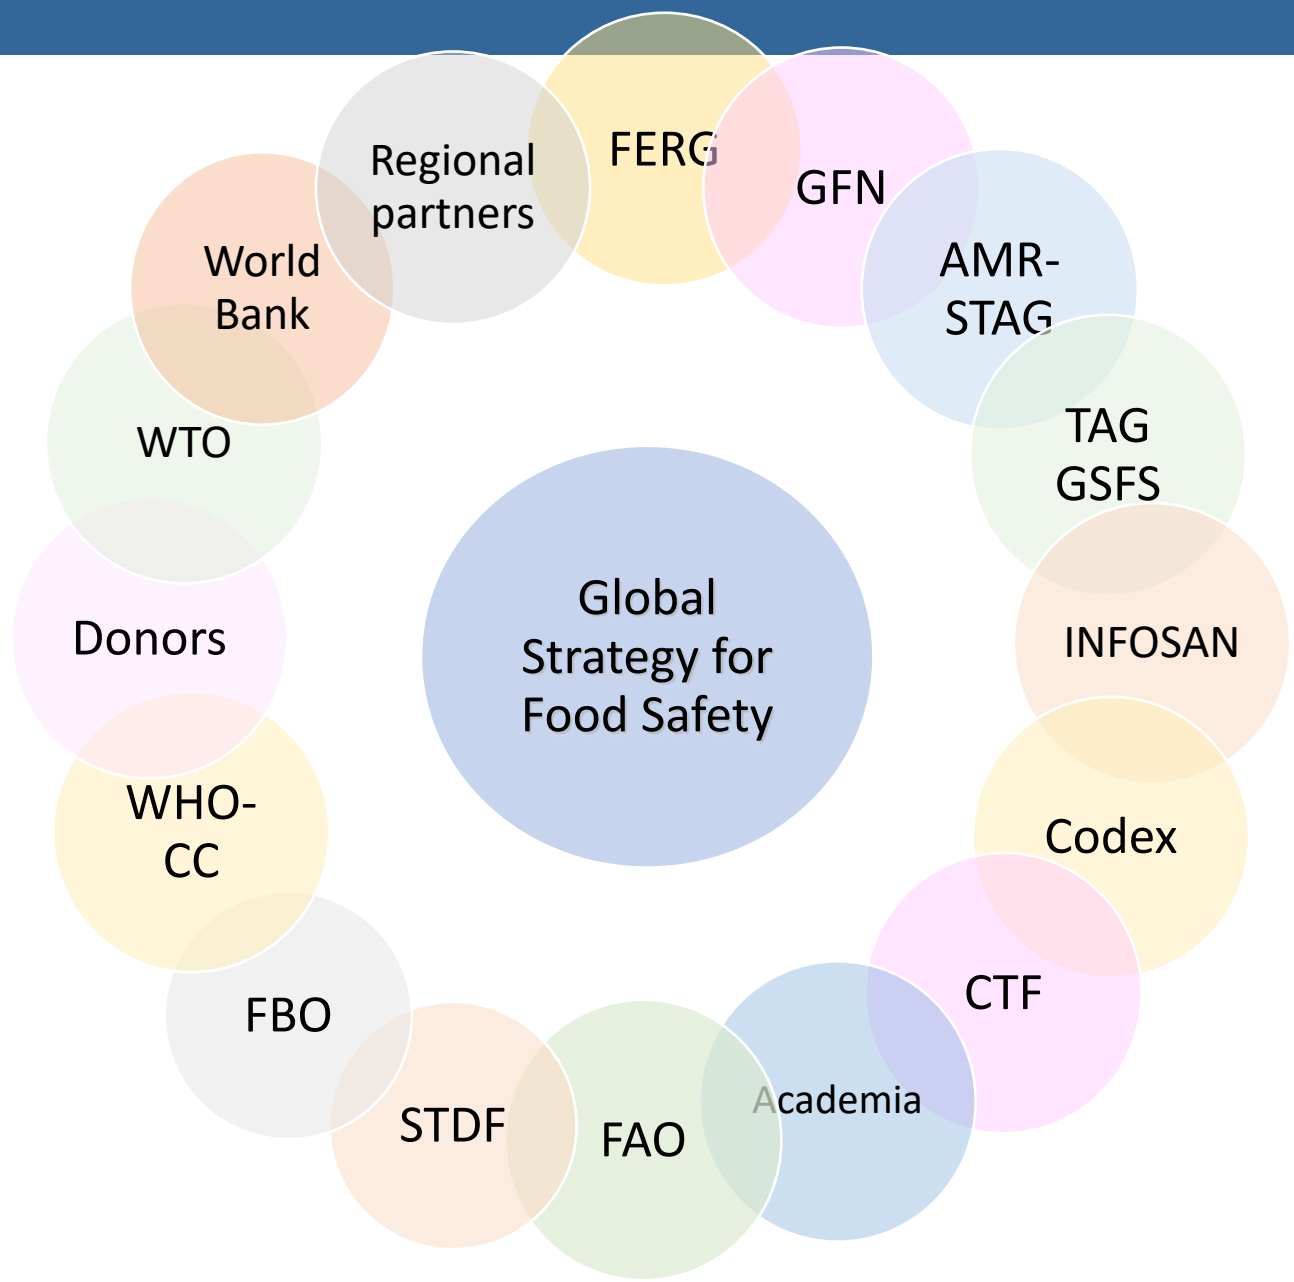 FERG
GFN
AMR-
STAG
TAG
GSFS
INFOSAN
Codex
CTF
Academia
FAO
STDF
FBO
WHO-
CC
Donors
WTO
World
Bank
Regional
partners
Global
Strategy for
Food Safety